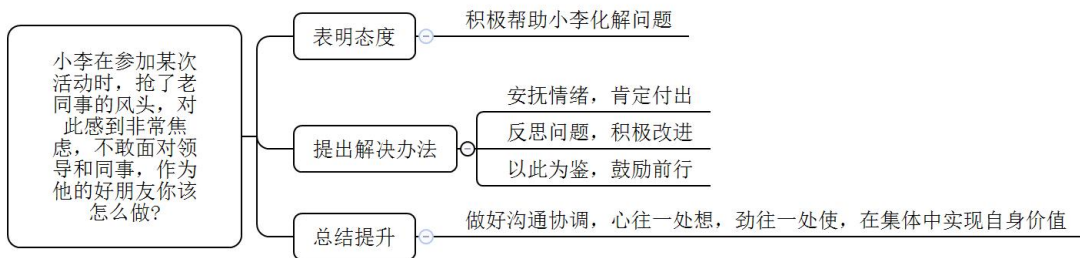 小李在参加某次
活动时，抢了老
同事的风头，对
此感到非常焦
虑，不敢面对领
导和同事，作为
他的好朋友你该
怎么做?
表明态度
积极帮助小李化解问题
提出解决办法
安抚情绪，肯定付出
反思问题，积极改进
以此为鉴，鼓励前行
总结提升
做好沟通协调，心往一处想，劲往一处使，在集体中实现自身价值